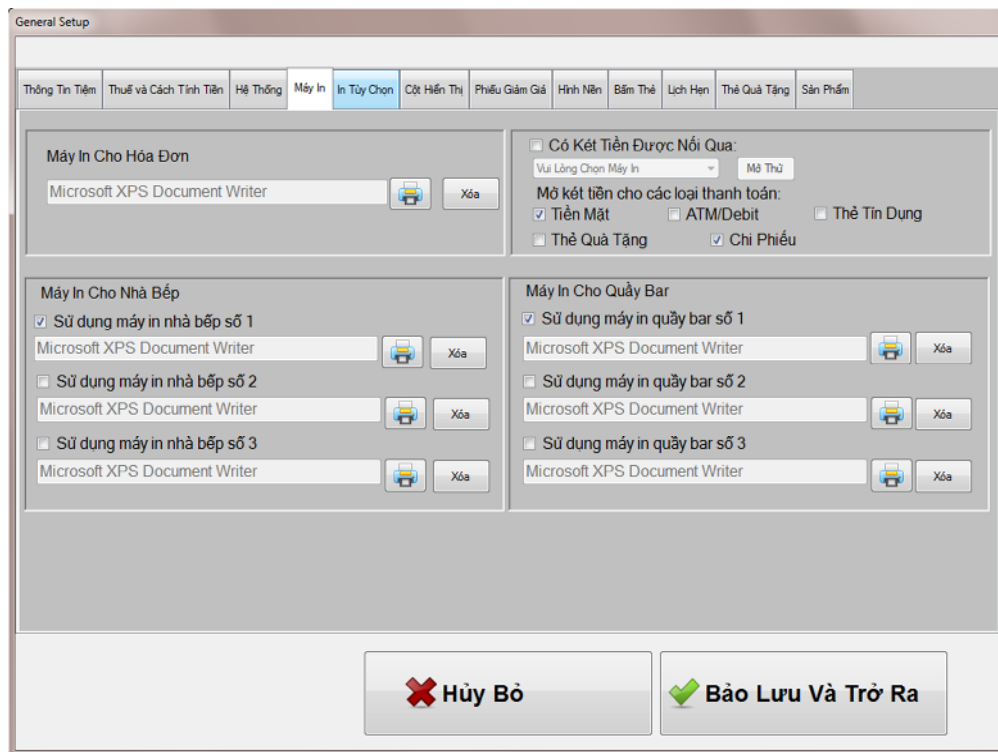 General Setup
Thông Tin Tiệm Thuế và Cách Tính Tiền Hệ Thống Máy In In Tùy Chọn Cột Hiển Thị Phiếu Giảm Giá Hình Nền Bấm Thẻ Lịch Hẹn Thẻ Quà Tặng Sản Phẩm
Máy In Cho Hóa Đơn
Microsoft XPS Document Writer Xóa
Có Két Tiền Được Nối Qua:
Vui Lòng Chọn Máy In Mở Thử
Mở két tiền cho các loại thanh toán:
Tiền Mặt ATM/Debit Thẻ Tín Dụng
Thẻ Quà Tặng Chi Phiếu
Máy In Cho Nhà Bếp
Sử dụng máy in nhà bếp số 1
Microsoft XPS Document Writer Xóa
Sử dụng máy in nhà bếp số 2
Microsoft XPS Document Writer Xóa
Sử dụng máy in nhà bếp số 3
Microsoft XPS Document Writer Xóa
Máy In Cho Quầy Bar
Sử dụng máy in quầy bar số 1
Microsoft XPS Document Writer Xóa
Sử dụng máy in quầy bar số 2
Microsoft XPS Document Writer Xóa
Sử dụng máy in quầy bar số 3
Microsoft XPS Document Writer Xóa
Hủy Bỏ Bảo Lưu Và Trở Ra